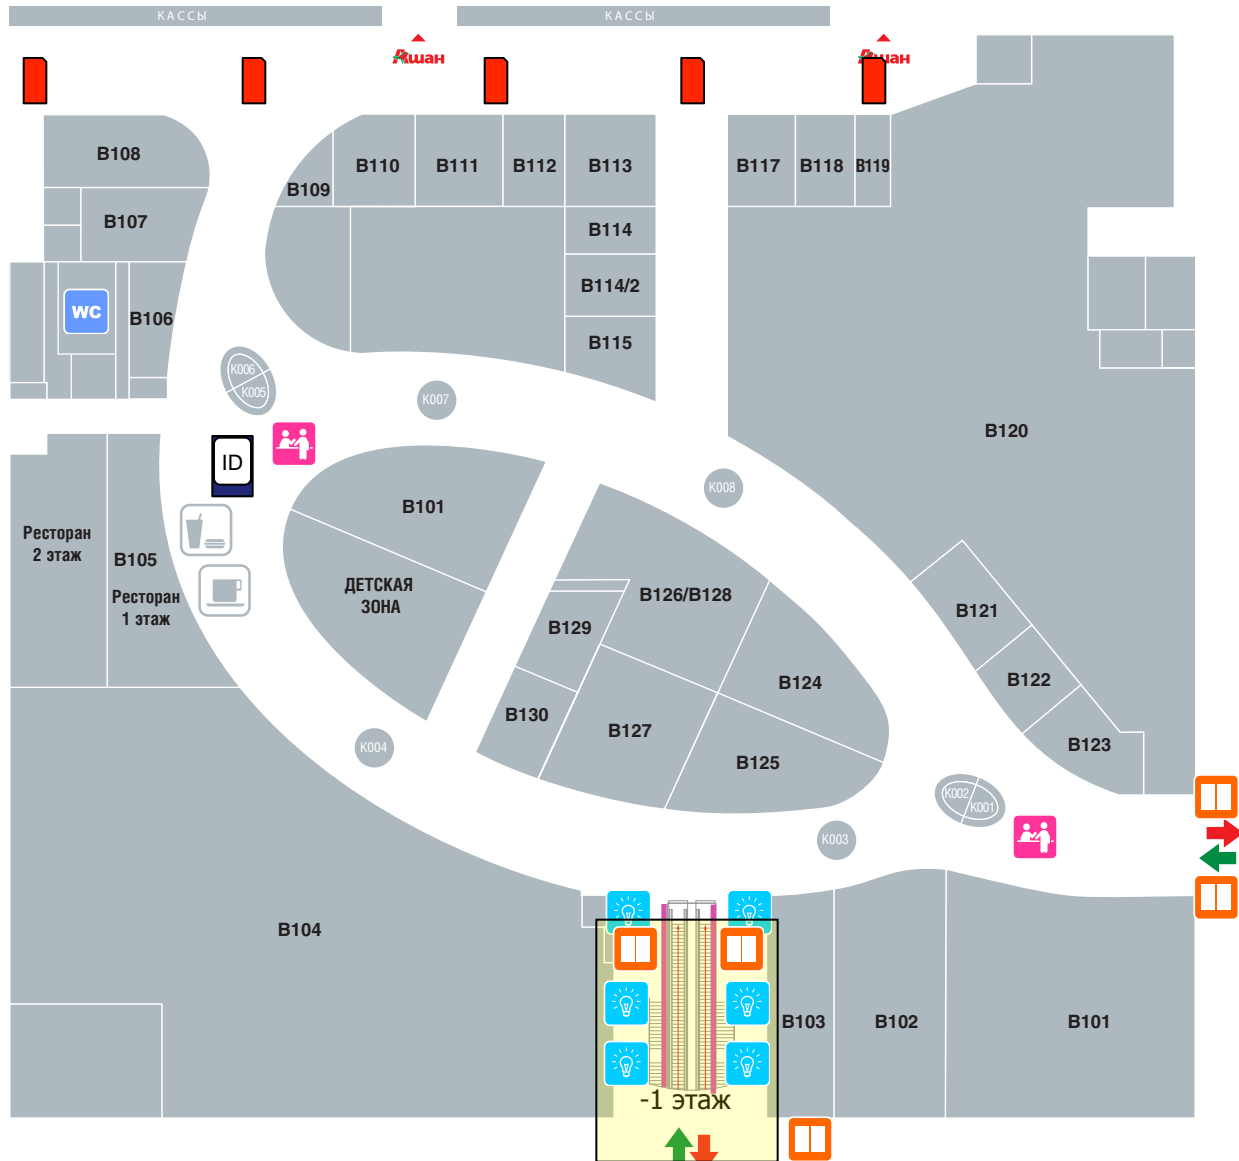 КАССЫ
КАССЫ
Ашан
Ашан
B108
B109
B110
B111
B112
B113
B117
B118
B119
B107
B114
B114/2
B115
WC
B106
K006
K005
K007
B120
ID
K008
B101
Ресторан
2 этаж
B105
Ресторан
1 этаж
ДЕТСКАЯ
ЗОНА
B126/B128
B129
B121
B122
B124
B130
B127
B123
K004
B125
K002
K001
K003
B104
B103
B102
B101
-1 этаж